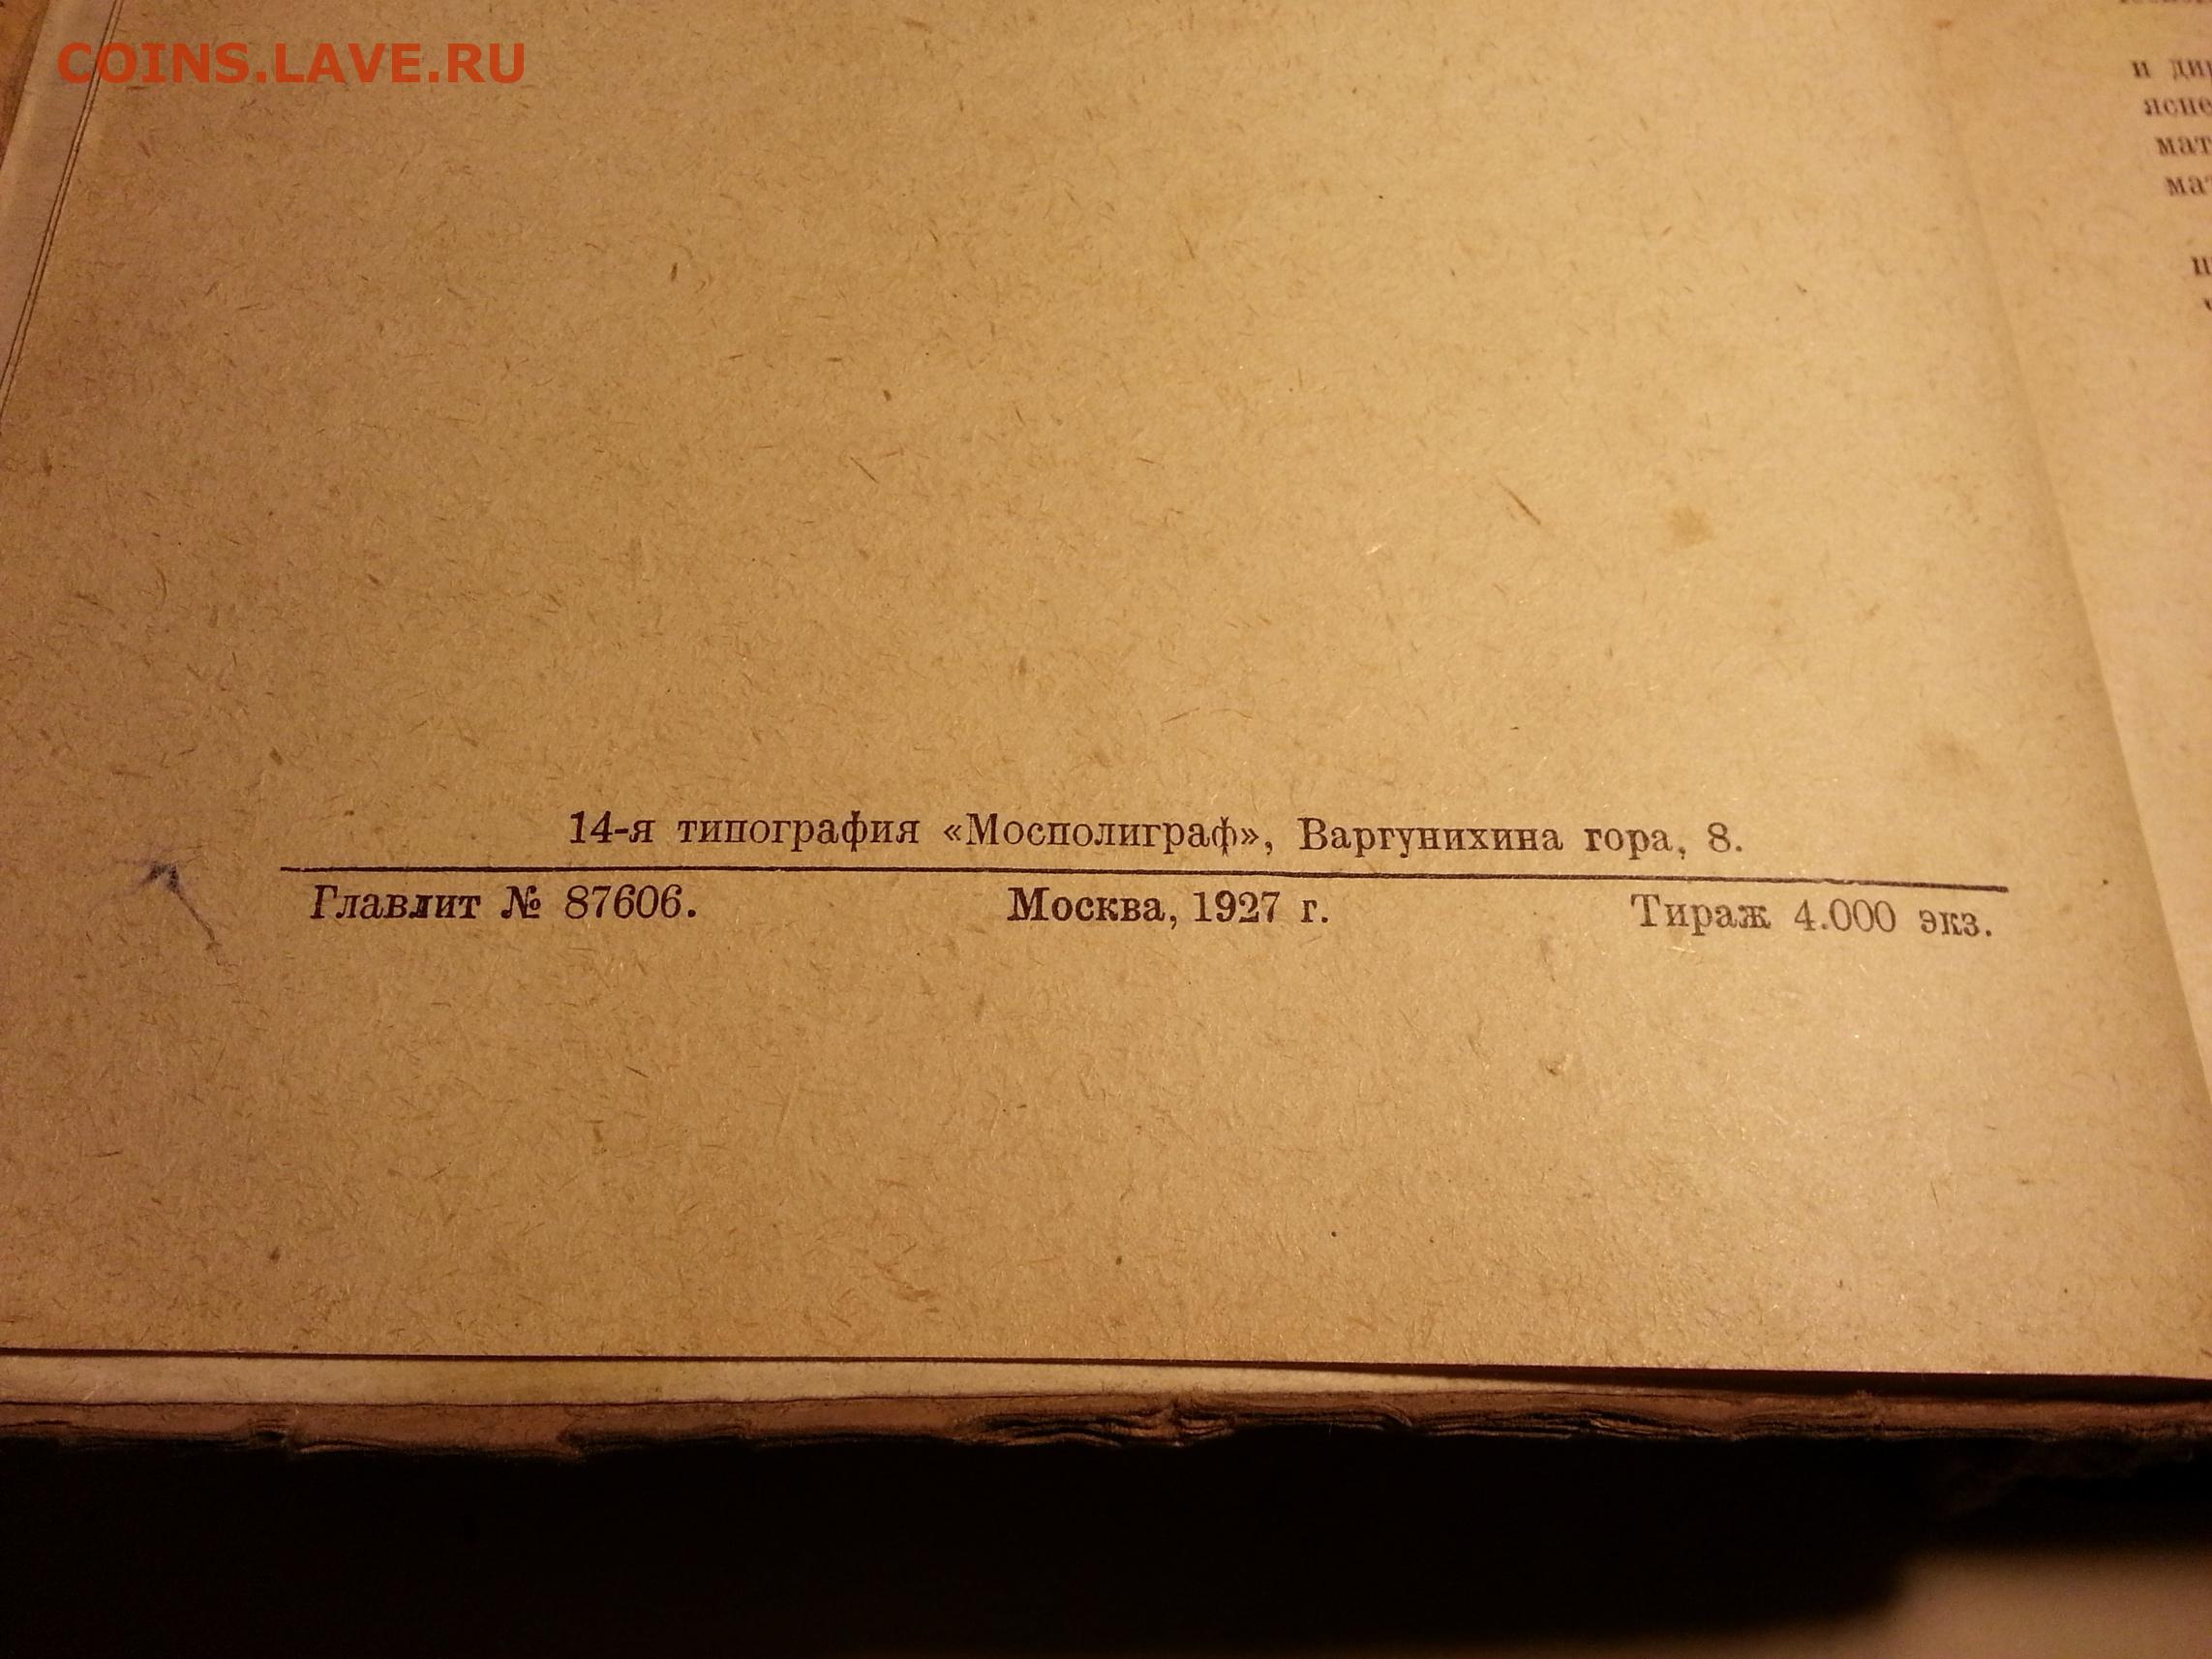 COINS.LAVE.RU
14-я типография «Мосполиграф», Варгунихина гора, 8.
Главлит № 87606. Москва, 1927 г. Тираж 4.000 экз.